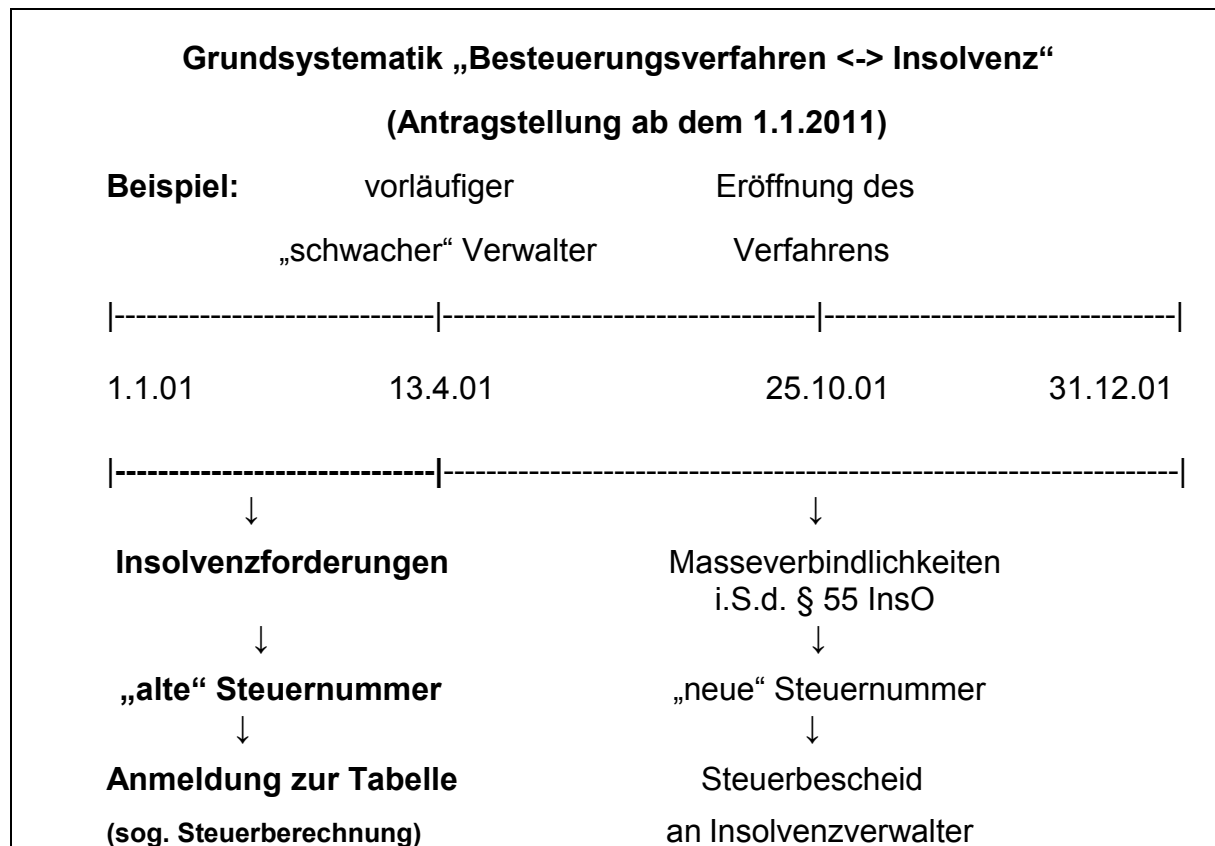 Grundsystematik „Besteuerungsverfahren <-> Insolvenz“
(Antragstellung ab dem 1.1.2011)
Beispiel: vorläufiger Eröffnung des
„schwacher“ Verwalter Verfahrens
|------------------------------|-----------------------------------|---------------------------------|
1.1.01 13.4.01 25.10.01 31.12.01
|------------------------------|---------------------------------------------------------------------|
↓ ↓
Insolvenzforderungen Masseverbindlichkeiten
i.S.d. § 55 InsO
↓ ↓
„alte“ Steuernummer „neue“ Steuernummer
↓ ↓
Anmeldung zur Tabelle Steuerbescheid
(sog. Steuerberechnung) an Insolvenzverwalter